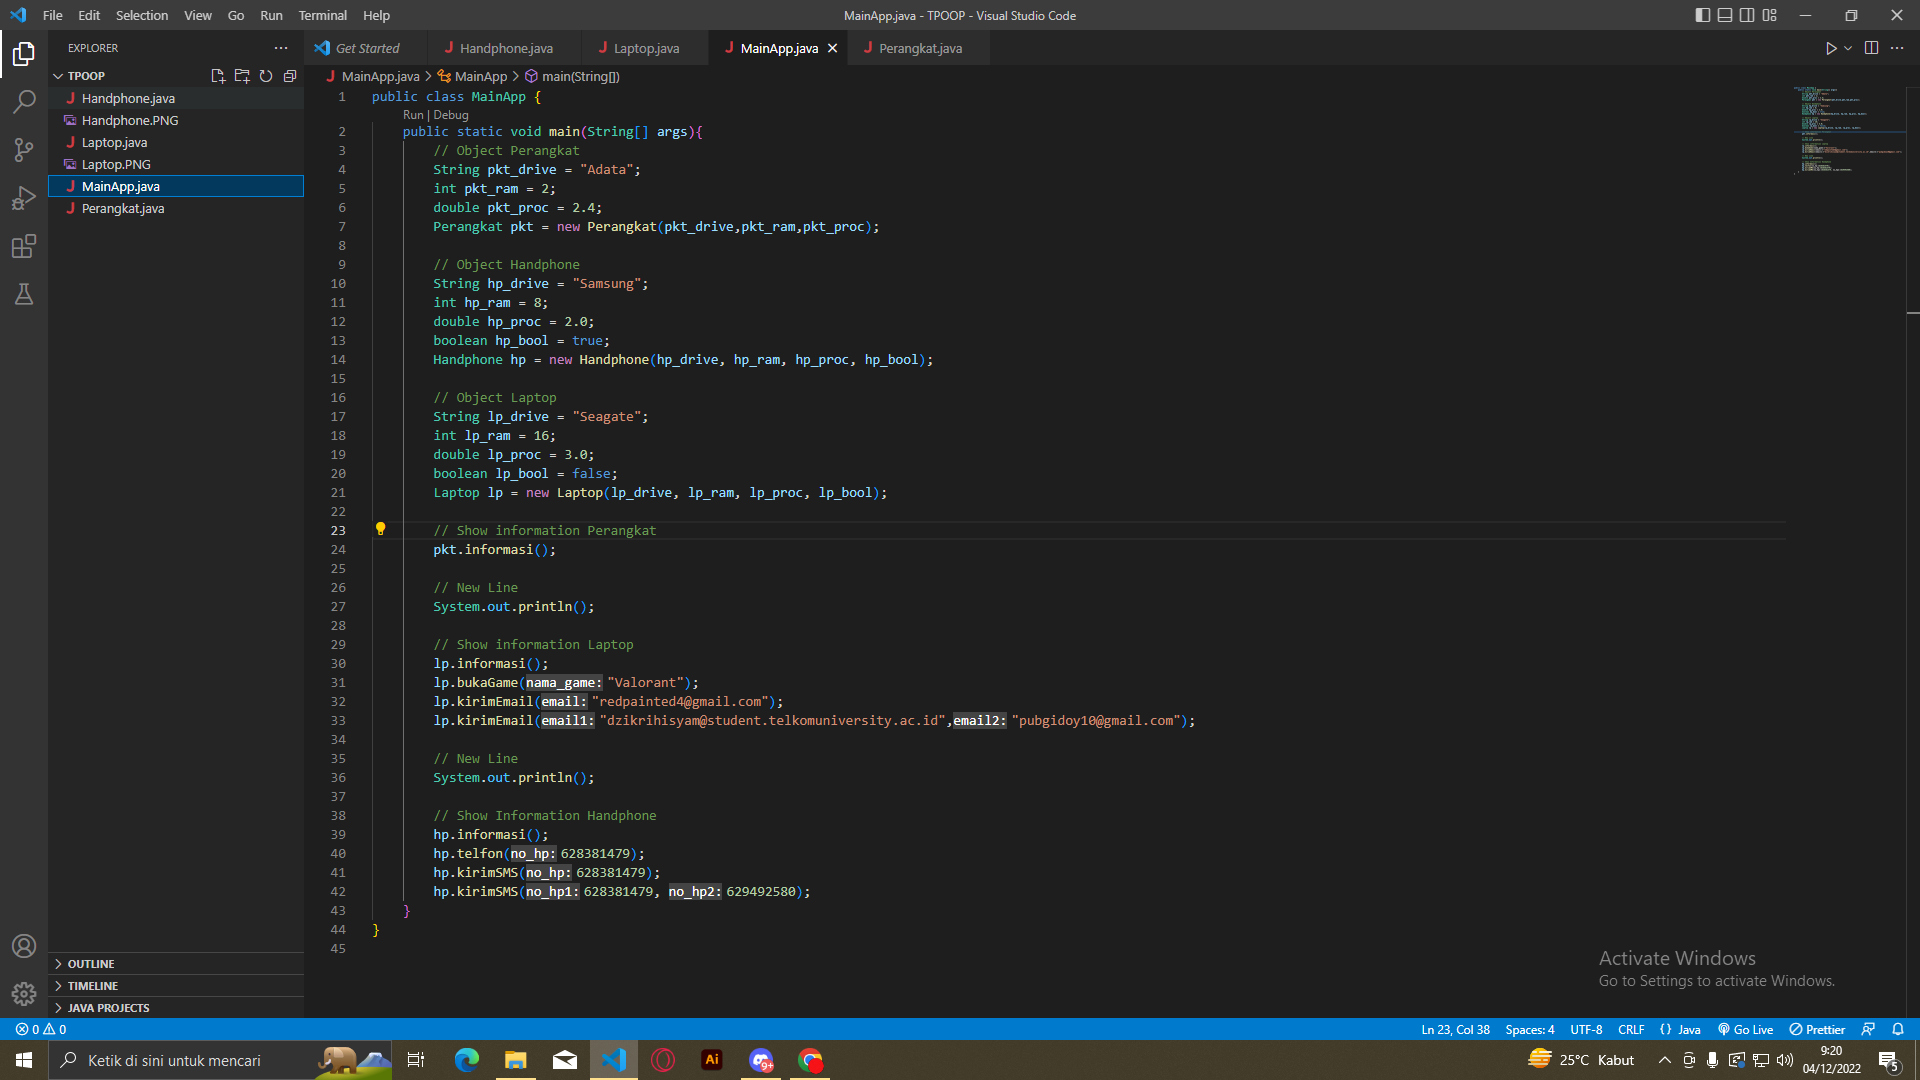 File Edit Selection View Go Run Terminal Help
MainApp.java - TPOOP - Visual Studio Code
EXPLORER
Get Started
Handphone.java
Laptop.java
MainApp.java
Perangkat.java
TPOOP
Handphone.java
Handphone.PNG
Laptop.java
Laptop.PNG
MainApp.java
Perangkat.java
OUTLINE
TIMELINE
JAVA PROJECTS
MainApp.java > MainApp > main(String[])
1 public class MainApp {
Run | Debug
2 public static void main(String[] args){
3 // Object Perangkat
4 String pkt_drive = "Adata";
5 int pkt_ram = 2;
6 double pkt_proc = 2.4;
7 Perangkat pkt = new Perangkat(pkt_drive,pkt_ram,pkt_proc);
8
9 // Object Handphone
10 String hp_drive = "Samsung";
11 int hp_ram = 8;
12 double hp_proc = 2.0;
13 boolean hp_bool = true;
14 Handphone hp = new Handphone(hp_drive, hp_ram, hp_proc, hp_bool);
15
16 // Object Laptop
17 String lp_drive = "Seagate";
18 int lp_ram = 16;
19 double lp_proc = 3.0;
20 boolean lp_bool = false;
21 Laptop lp = new Laptop(lp_drive, lp_ram, lp_proc, lp_bool);
22
23 // Show information Perangkat
24 pkt.informasi();
25
26 // New Line
27 System.out.println();
28
29 // Show information Laptop
30 lp.informasi();
31 lp.bukaGame(nama_game: "Valorant");
32 lp.kirimEmail(email: "redpainted4@gmail.com");
33 lp.kirimEmail(email1: "dzikrihisyam@student.telkomuniversity.ac.id",email2: "pubgidoy10@gmail.com");
34
35 // New Line
36 System.out.println();
37
38 // Show Information Handphone
39 hp.informasi();
40 hp.telfon(no_hp: 628381479);
41 hp.kirimSMS(no_hp: 628381479);
42 hp.kirimSMS(no_hp1: 628381479, no_hp2: 629492580);
43 }
44 }
45
Activate Windows
Go to Settings to activate Windows.
0 0
Ln 23, Col 38 Spaces: 4 UTF-8 CRLF {} Java Go Live Prettier
Ketik di sini untuk mencari
Ai
9+
25°C Kabut
9:20
04/12/2022
5